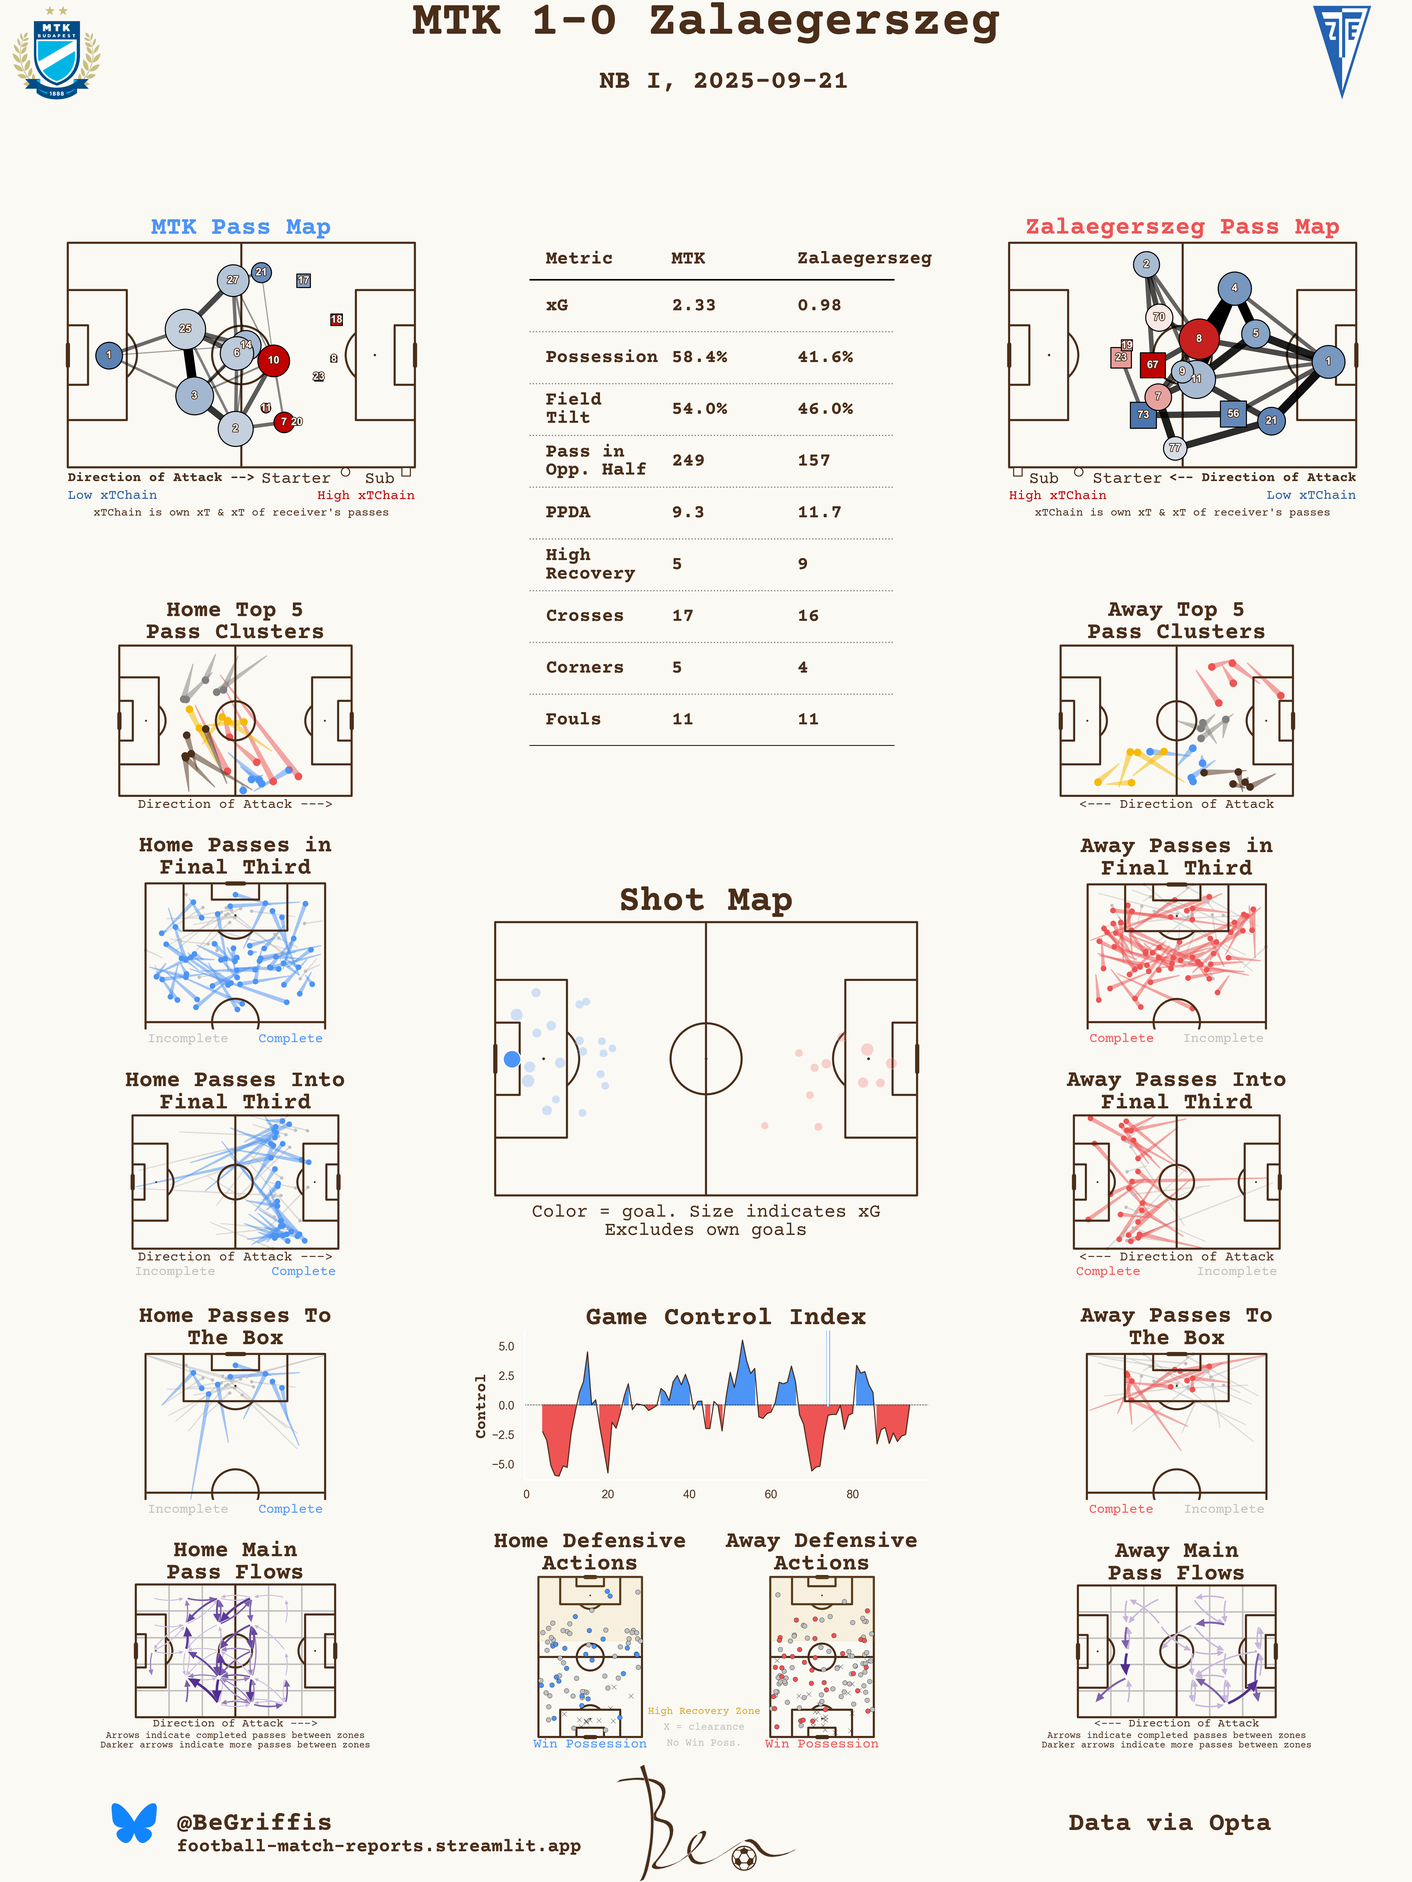 MTK 1-0 Zalaegerszeg
NB I, 2025-09-21
MTK
BUDAPEST
1888
ZTE
MTK Pass Map
27
21
17
25
18
1
14
6
10
8
23
3
11
2
7
20
Direction of Attack --> Starter Sub
Low xTChain High xTChain
xTChain is own xT & xT of receiver's passes
Metric MTK Zalaegerszeg
xG 2.33 0.98
Possession 58.4% 41.6%
Field
Tilt 54.0% 46.0%
Pass in
Opp. Half 249 157
PPDA 9.3 11.7
High
Recovery 5 9
Crosses 17 16
Corners 5 4
Fouls 11 11
Zalaegerszeg Pass Map
2
4
70
5
8
19
23
67
9
11
1
7
73
56
21
77
Sub Starter <-- Direction of Attack
High xTChain Low xTChain
xTChain is own xT & xT of receiver's passes
Home Top 5
Pass Clusters
Direction of Attack --->
Away Top 5
Pass Clusters
<--- Direction of Attack
Home Passes in
Final Third
Incomplete Complete
Away Passes in
Final Third
Complete Incomplete
Shot Map
Color = goal. Size indicates xG
Excludes own goals
Home Passes Into
Final Third
Direction of Attack --->
Incomplete Complete
Away Passes Into
Final Third
<--- Direction of Attack
Complete Incomplete
Home Passes To
The Box
Incomplete Complete
Game Control Index
Control
5.0
2.5
0.0
−2.5
−5.0
0 20 40 60 80
Away Passes To
The Box
Complete Incomplete
Home Main
Pass Flows
Direction of Attack --->
Arrows indicate completed passes between zones
Darker arrows indicate more passes between zones
Home Defensive
Actions
Win Possession
High Recovery Zone
X = clearance
No Win Poss.
Away Defensive
Actions
Win Possession
Away Main
Pass Flows
<--- Direction of Attack
Arrows indicate completed passes between zones
Darker arrows indicate more passes between zones
@BeGriffis
football-match-reports.streamlit.app
Ben
Data via Opta